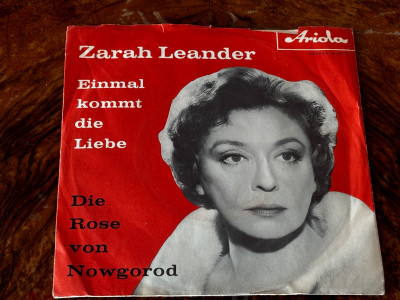 Ariola
Zarah Leander
Einmal
kommt
die
Liebe
Die
Rose
von
Nowgorod